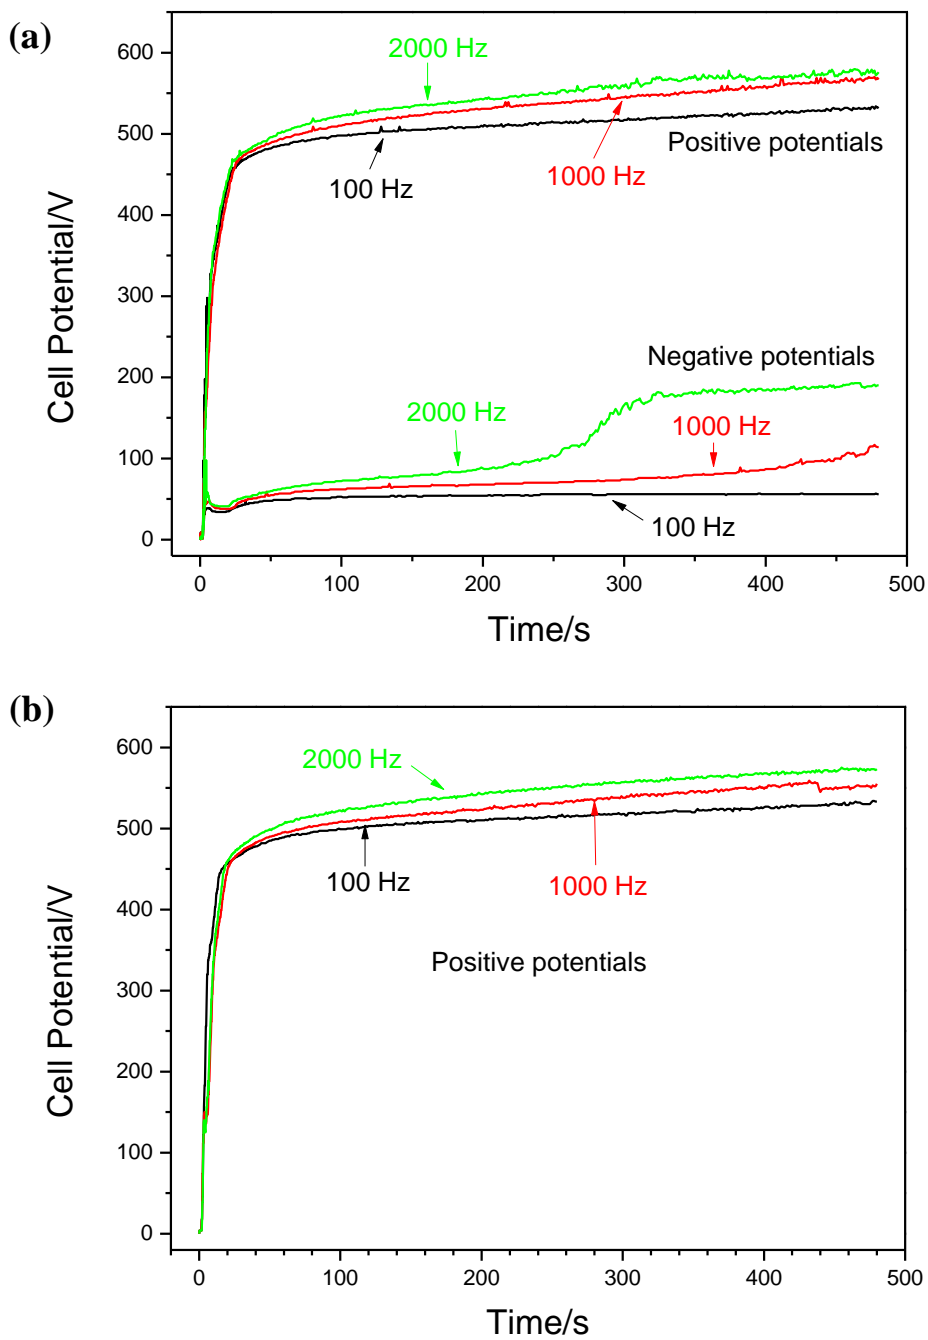 (a)
600
500
400
300
200
100
0
Cell Potential/V
2000 Hz
100 Hz
1000 Hz
Positive potentials
Negative potentials
2000 Hz
1000 Hz
100 Hz
0 100 200 300 400 500
Time/s
(b)
600
500
400
300
200
100
0
Cell Potential/V
2000 Hz
100 Hz
1000 Hz
Positive potentials
0 100 200 300 400 500
Time/s